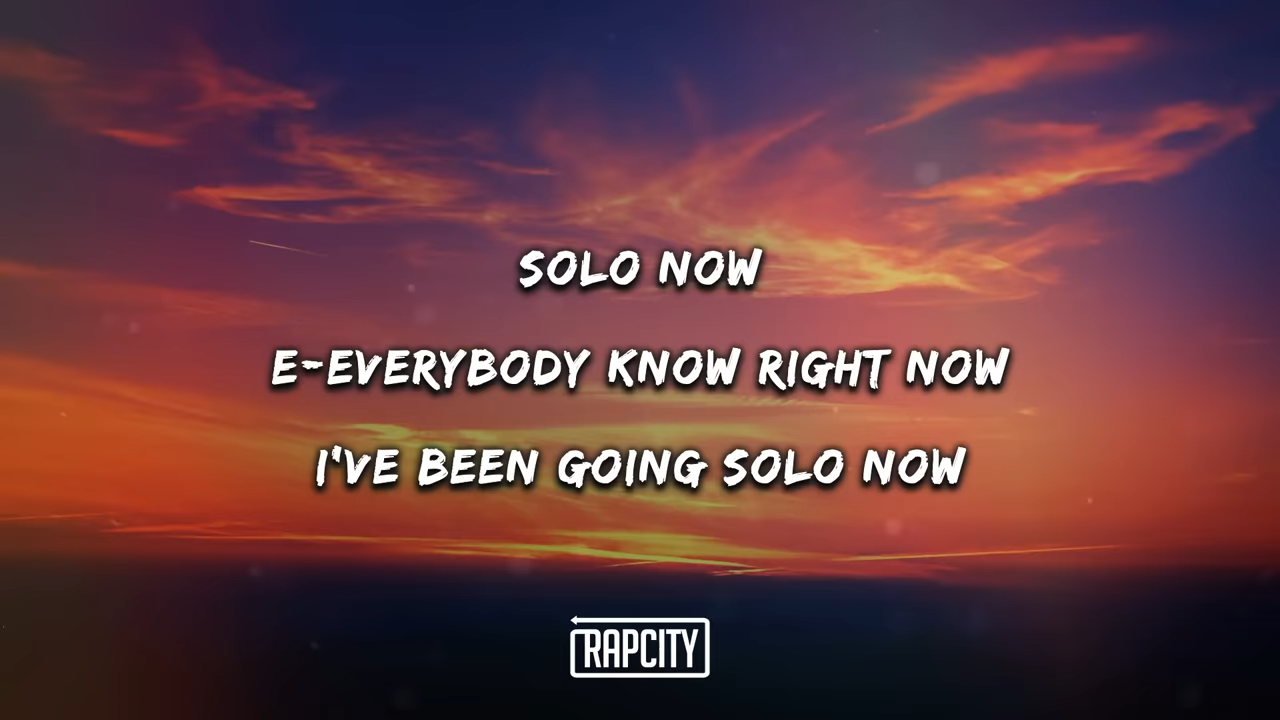 SOLO NOW
E-EVERYBODY KNOW RIGHT NOW
I'VE BEEN GOING SOLO NOW
RAPCITY